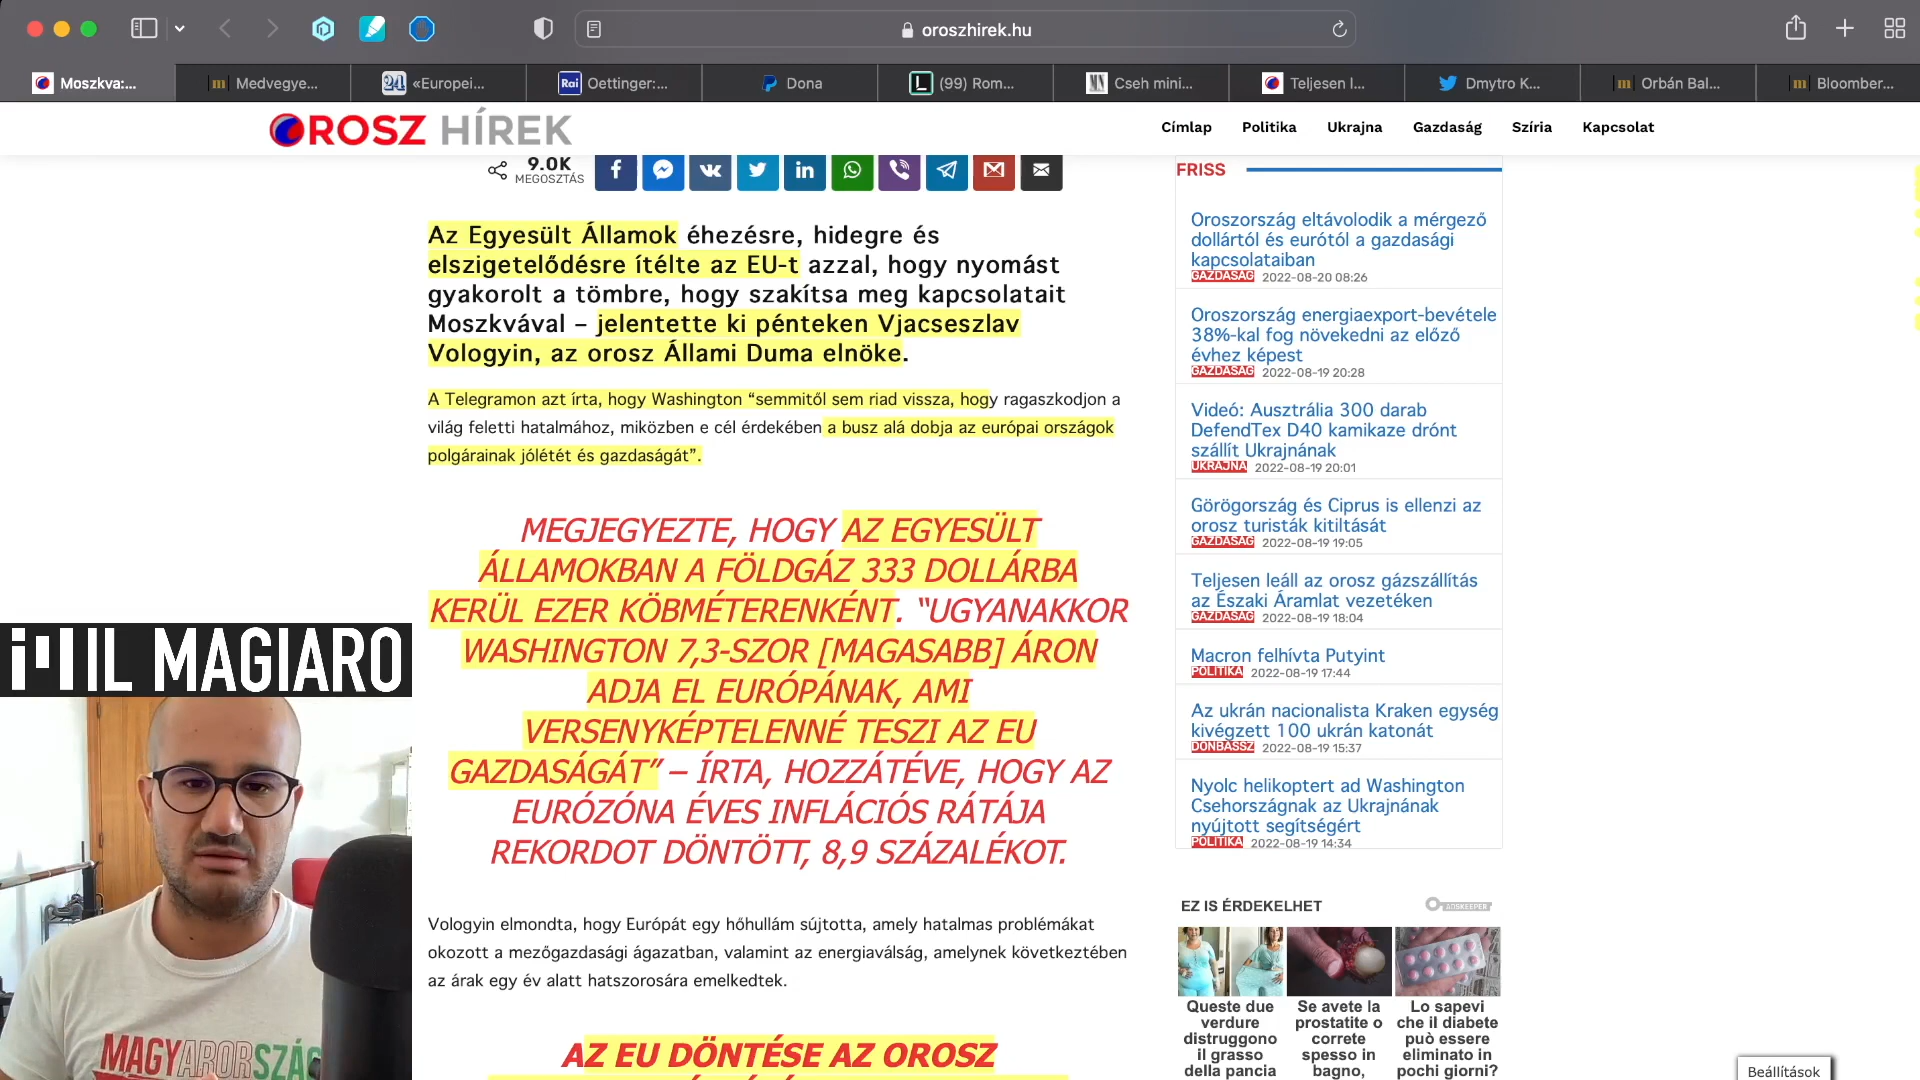 oroszhirek.hu
Moszkva:...
Medvegye...
«Europei...
Oettinger:...
Dona
(99) Rom...
Cseh mini...
Teljesen l...
Dmytro K...
Orbán Bal...
Bloomber...
OROSZ HÍREK
Címlap Politika Ukrajna Gazdaság Szíria Kapcsolat
9.0K
MEGOSZTÁS
Az Egyesült Államok éhezésre, hidegre és
elszigetelődésre ítélte az EU-t azzal, hogy nyomást
gyakorolt a tömbre, hogy szakítsa meg kapcsolatait
Moszkvával – jelentette ki pénteken Vjacseszlav
Vologyin, az orosz Állami Duma elnöke.
A Telegramon azt írta, hogy Washington “semmitől sem riad vissza, hogy ragaszkodjon a
világ feletti hatalmához, miközben e cél érdekében a busz alá dobja az európai országok
polgárainak jólétét és gazdaságát”.
MEGJEGYEZTE, HOGY AZ EGYESÜLT
ÁLLAMOKBAN A FÖLDGÁZ 333 DOLLÁRBA
KERÜL EZER KÖBMÉTERENKÉNT. “UGYANAKKOR
WASHINGTON 7,3-SZOR [MAGASABB] ÁRON
ADJA EL EURÓPÁNAK, AMI
VERSENYKÉPTELENNÉ TESZI AZ EU
GAZDASÁGÁT” – ÍRTA, HOZZÁTÉVE, HOGY AZ
EURÓZÓNA ÉVES INFLÁCIÓS RÁTÁJA
REKORDOT DÖNTÖTT, 8,9 SZÁZALÉKOT.
Vologyin elmondta, hogy Európát egy hőhullám sújtotta, amely hatalmas problémákat
okozott a mezőgazdasági ágazatban, valamint az energiaválság, amelynek következtében
az árak egy év alatt hatszorosára emelkedtek.
AZ EU DÖNTÉSE AZ OROSZ
FRISS
Oroszország eltávolodik a mérgező
dollártól és eurótól a gazdasági
kapcsolataiban
GAZDASÁG 2022-08-20 08:26
Oroszország energiaexport-bevétele
38%-kal fog növekedni az előző
évhez képest
GAZDASÁG 2022-08-19 20:28
Videó: Ausztrália 300 darab
DefendTex D40 kamikaze drónt
szállít Ukrajnának
UKRAJNA 2022-08-19 20:01
Görögország és Ciprus is ellenzi az
orosz turisták kitiltását
GAZDASÁG 2022-08-19 19:05
Teljesen leáll az orosz gázszállítás
az Északi Áramlat vezetéken
GAZDASÁG 2022-08-19 18:04
Macron felhívta Putyint
POLITIKA 2022-08-19 17:44
Az ukrán nacionalista Kraken egység
kivégzett 100 ukrán katonát
DONBASSZ 2022-08-19 15:37
Nyolc helikoptert ad Washington
Csehországnak az Ukrajnának
nyújtott segítségért
POLITIKA 2022-08-19 14:34
EZ IS ÉRDEKELHET
ADSKEEPER
Queste due
verdure
distruggono
il grasso
della pancia
Se avete la
prostatite o
correte
spesso in
bagno,
Lo sapevi
che il diabete
può essere
eliminato in
pochi giorni?
Beállítások
IL MAGIARO
MAGYARORSZÁG